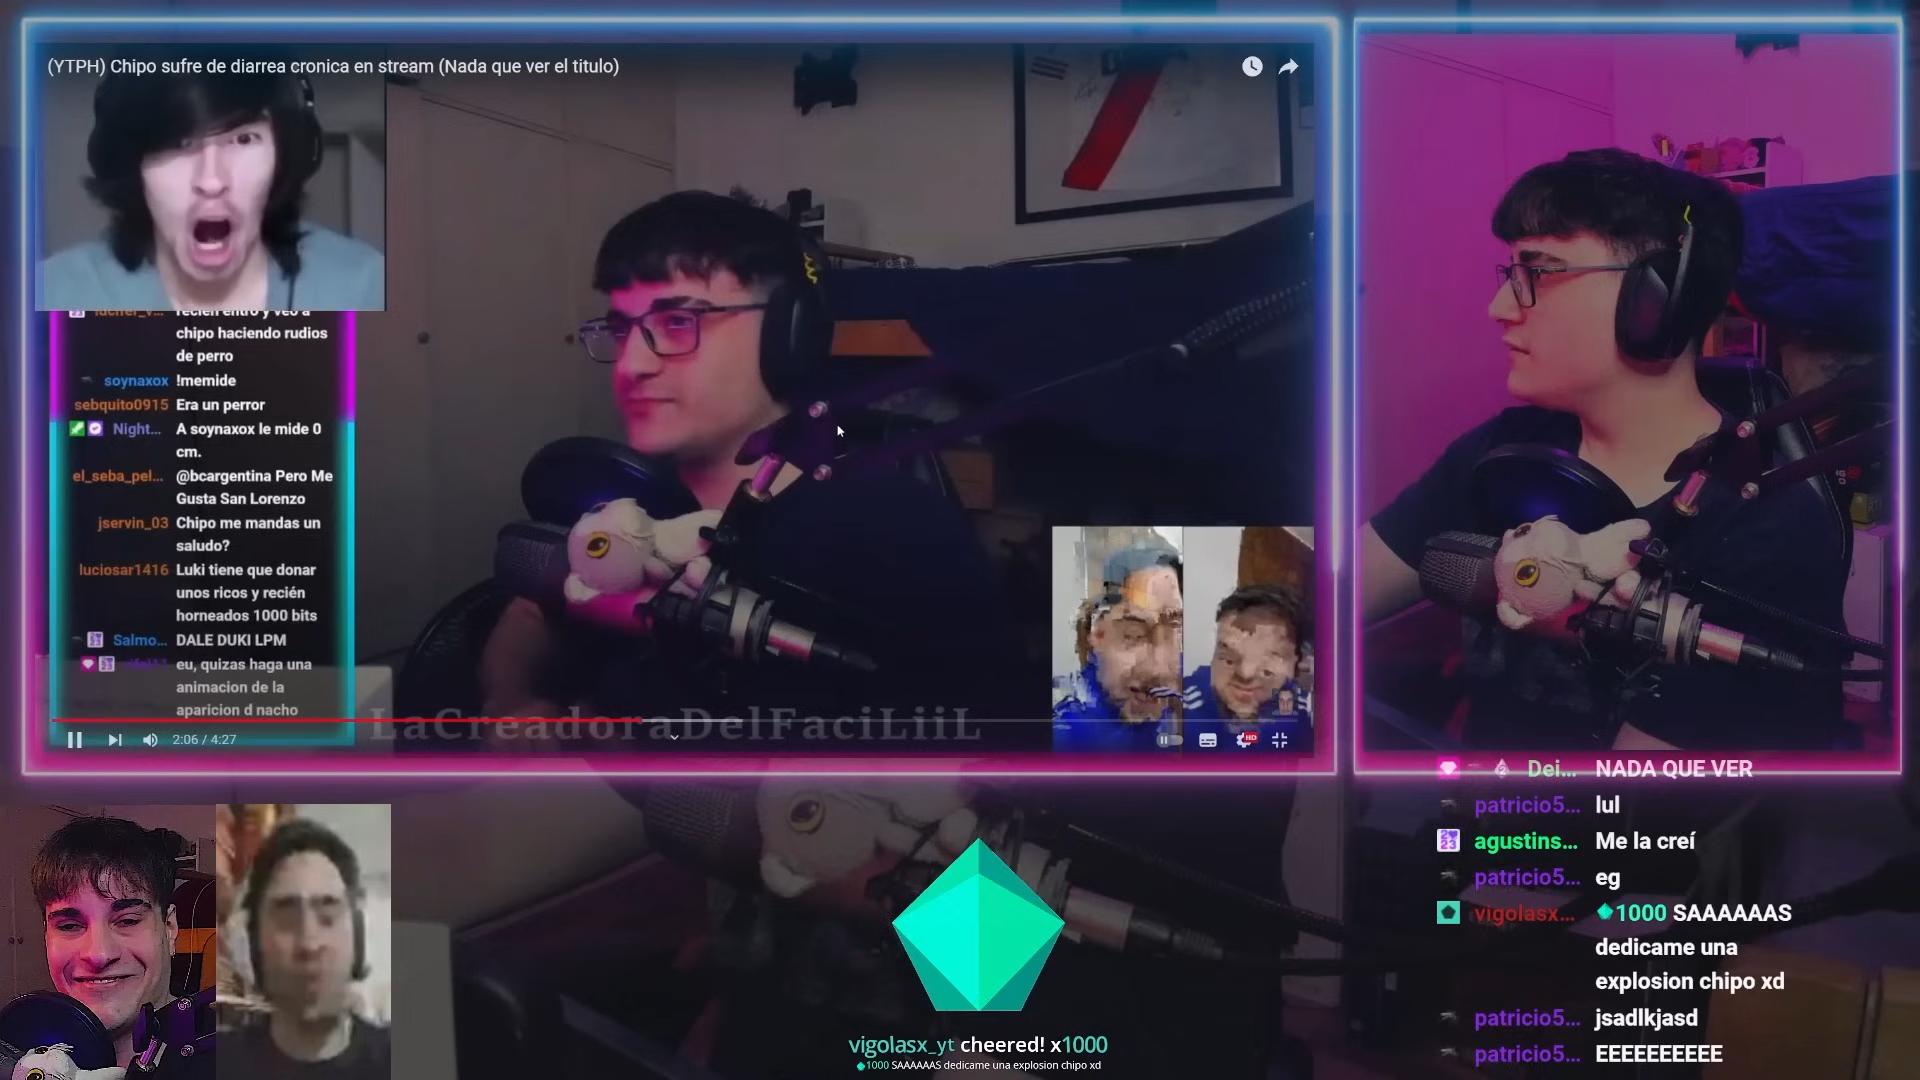 (YTPH) Chipo sufre de diarrea cronica en stream (Nada que ver el titulo)
recien entro y veo a
chipo haciendo rudios
de perro
soynaxox !memide
sebquito0915 Era un perror
Night... A soynaxox le mide 0
cm.
el_seba_pel... @bcargentina Pero Me
Gusta San Lorenzo
jservin_03 Chipo me mandas un
saludo?
luciosar1416 Luki tiene que donar
unos ricos y recién
horneados 1000 bits
Salmo... DALE DUKI LPM
eu, quizas haga una
animacion de la
aparicion d nacho
LaCreadoraDelFaciLiiL
2:06 / 4:27
HD
Dei... NADA QUE VER
patricio5... lul
agustins... Me la creí
patricio5... eg
vigolasx... 1000 SAAAAAAS
dedicame una
explosion chipo xd
patricio5... jsadlkjasd
patricio5... EEEEEEEEEE
vigolasx_yt cheered! x1000
1000 SAAAAAAS dedicame una explosion chipo xd